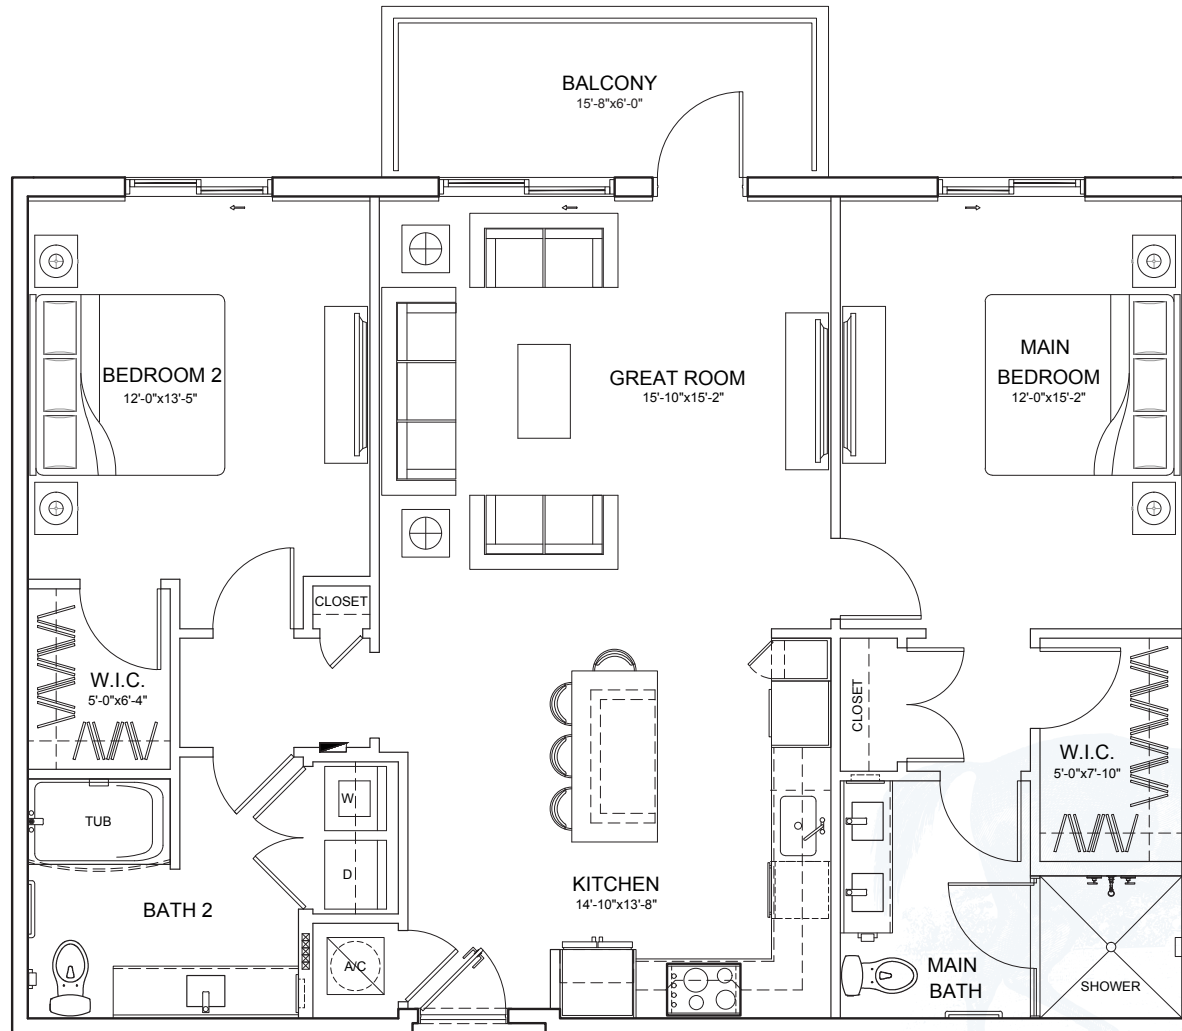 BALCONY
15'-8"x6'-0"
BEDROOM 2
12'-0"x13'-5"
GREAT ROOM
15'-10"x15'-2"
MAIN
BEDROOM
12'-0"x15'-2"
CLOSET
W.I.C.
5'-0"x6'-4"
CLOSET
W.I.C.
5'-0"x7'-10"
TUB
W
D
KITCHEN
14'-10"x13'-8"
BATH 2
A/C
MAIN
BATH
SHOWER